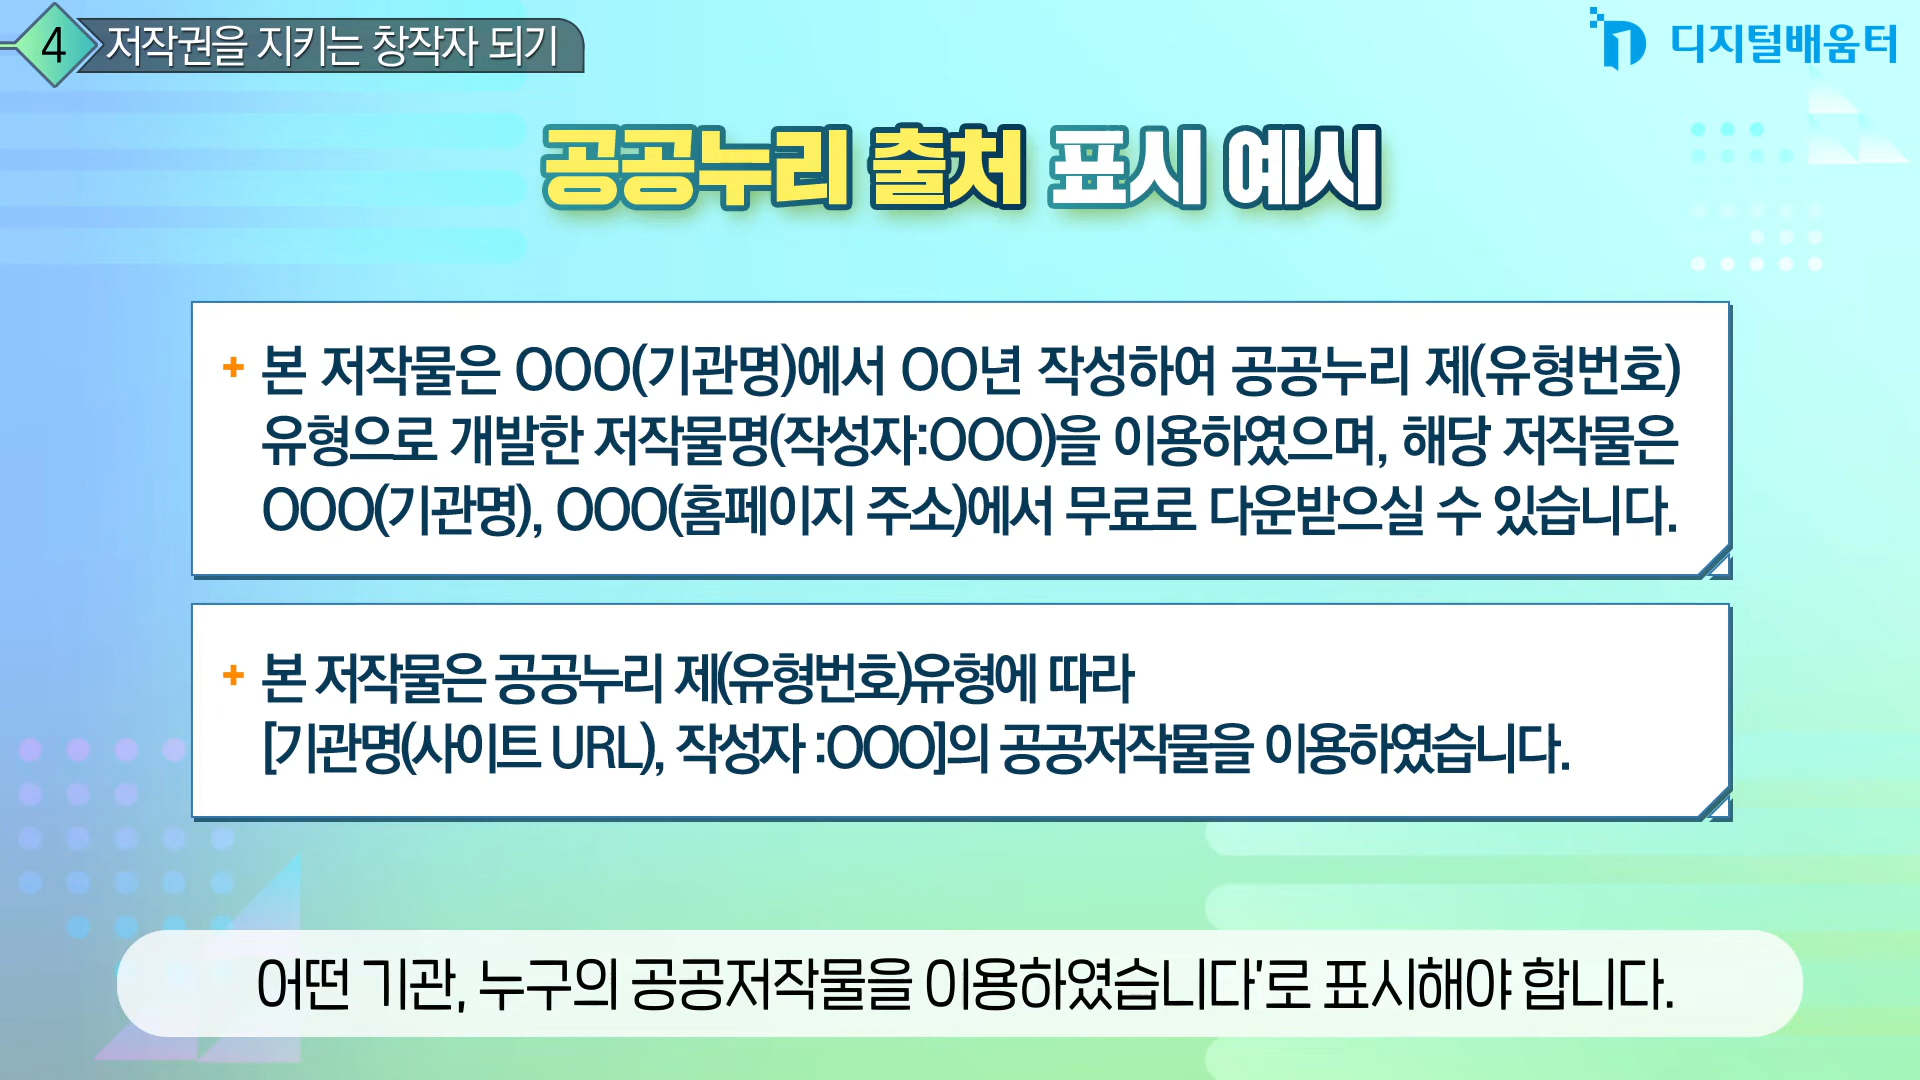 4 저작권을 지키는 창작자 되기
디지털배움터
공공누리 출처 표시 예시
+ 본 저작물은 OOO(기관명)에서 OO년 작성하여 공공누리 제(유형번호)
유형으로 개발한 저작물명(작성자:OOO)을 이용하였으며, 해당 저작물은
OOO(기관명), OOO(홈페이지 주소)에서 무료로 다운받으실 수 있습니다.
+ 본 저작물은 공공누리 제(유형번호)유형에 따라
[기관명(사이트 URL), 작성자 :OOO]의 공공저작물을 이용하였습니다.
어떤 기관, 누구의 공공저작물을 이용하였습니다'로 표시해야 합니다.